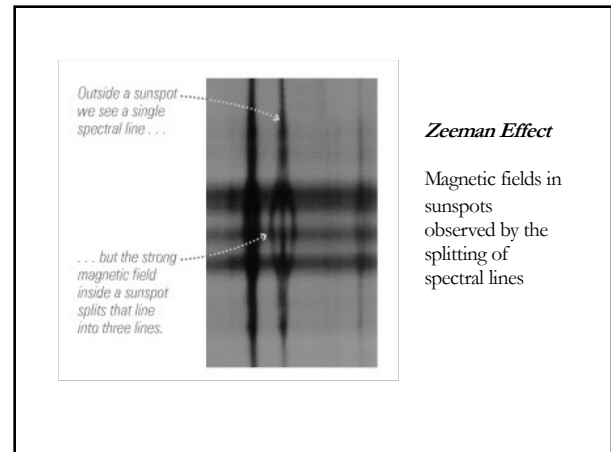 Outside a sunspot
we see a single
spectral line . . .
. . . but the strong
magnetic field
inside a sunspot
splits that line
into three lines.
Zeeman Effect
Magnetic fields in
sunspots
observed by the
splitting of
spectral lines